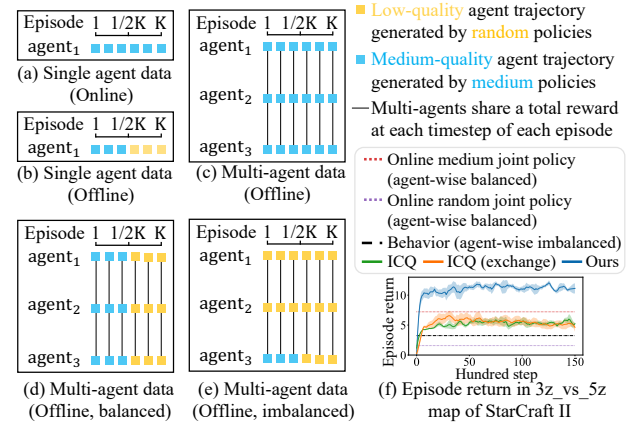 Episode 1 1/2K K
agent1
(a) Single agent data
(Online)
Episode 1 1/2K K
agent1
(b) Single agent data
(Offline)
Episode 1 1/2K K
agent1
agent2
agent3
(c) Multi-agent data
(Offline)
Low-quality agent trajectory
generated by random policies
Medium-quality agent trajectory
generated by medium policies
Multi-agents share a total reward
at each timestep of each episode
Episode 1 1/2K K
agent1
agent2
agent3
(d) Multi-agent data
(Offline, balanced)
Episode 1 1/2K K
agent1
agent2
agent3
(e) Multi-agent data
(Offline, imbalanced)
Online medium joint policy
(agent-wise balanced)
Online random joint policy
(agent-wise balanced)
Behavior (agent-wise imbalanced)
ICQ ICQ (exchange) Ours
Episode return
10
5
0
0 50 100 150
Hundred step
(f) Episode return in 3z_vs_5z
map of StarCraft II